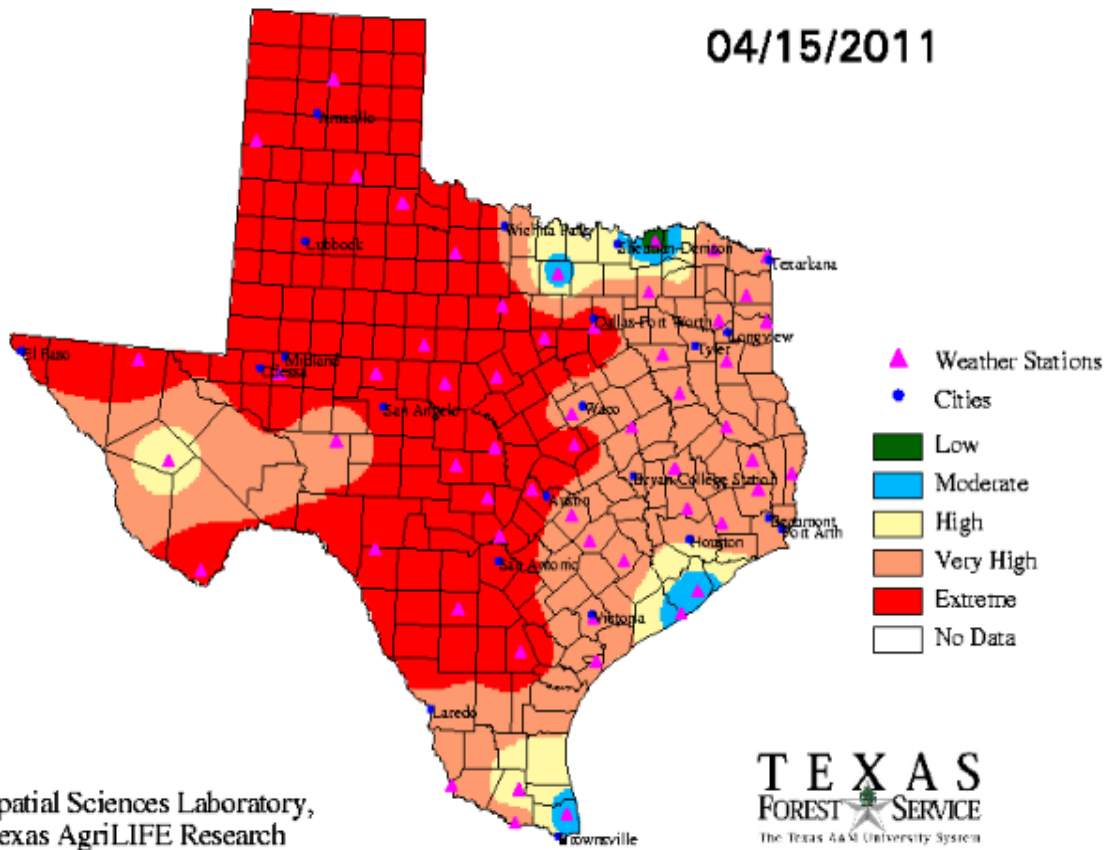 04/15/2011
Amarillo
Lubbock
Wichita Falls
Sherman-Denison
Texarkana
Dallas-Fort Worth
Longview
Tyler
El Paso
Midland
Odessa
San Angelo
Waco
Bryan College Station
Austin
Beaumont
Port Arth
Houston
San Antonio
Victoria
Laredo
Brownsville
Weather Stations
Cities
Low
Moderate
High
Very High
Extreme
No Data
patial Sciences Laboratory,
exas AgriLIFE Research
TEXAS
FOREST SERVICE
The Texas A&M University System